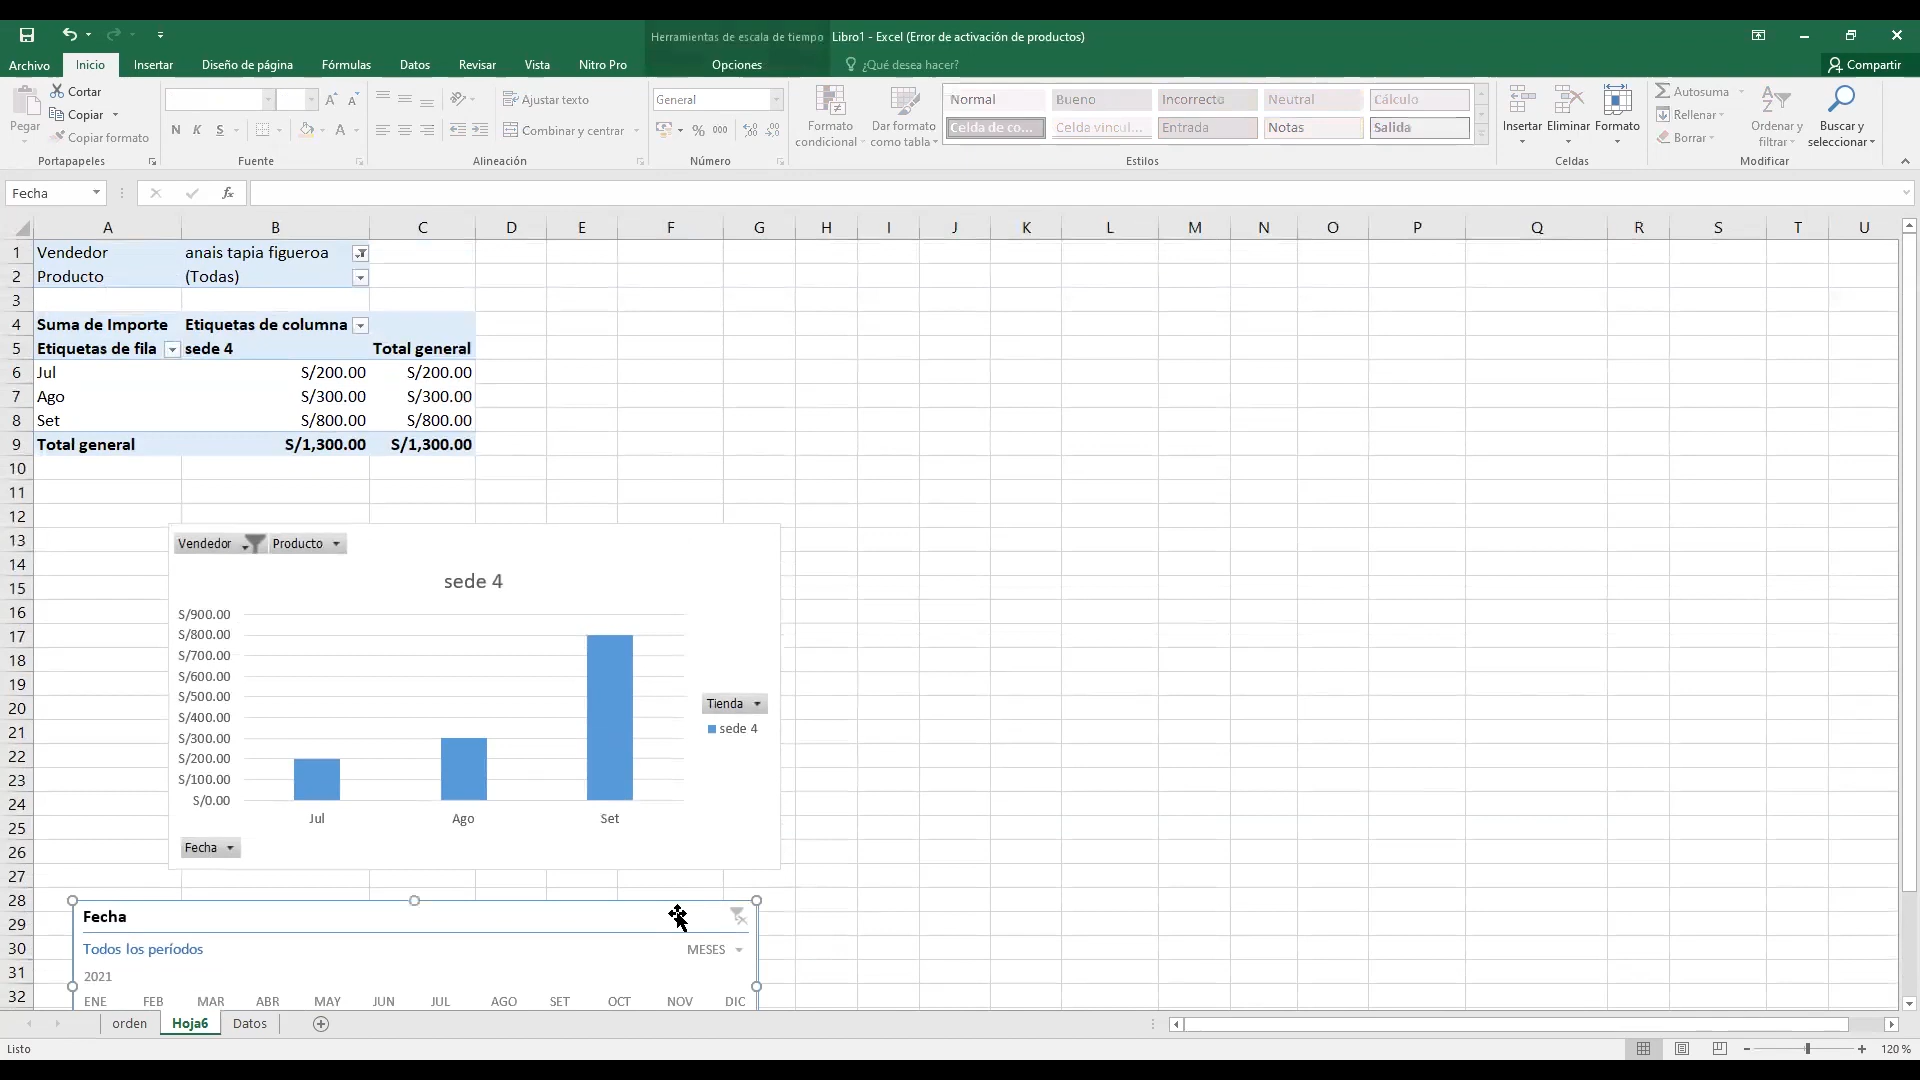 Herramientas de escala de tiempo
Libro1 - Excel (Error de activación de productos)
Archivo
Inicio
Insertar
Diseño de página
Fórmulas
Datos
Revisar
Vista
Nitro Pro
Opciones
¿Qué desea hacer?
Compartir
Pegar
Cortar
Copiar
Copiar formato
Portapapeles
N K S
Fuente
Ajustar texto
Combinar y centrar
Alineación
General
% 000
Número
Formato condicional
Dar formato como tabla
Normal Bueno Incorrecto Neutral Cálculo
Celda de co... Celda vincul... Entrada Notas Salida
Estilos
Insertar Eliminar Formato
Celdas
Autosuma
Rellenar
Borrar
Ordenar y filtrar
Buscar y seleccionar
Modificar
Fecha
fx
A B C D E F G H I J K L M N O P Q R S T U
1 Vendedor anais tapia figueroa
2 Producto (Todas)
3
4 Suma de Importe Etiquetas de columna
5 Etiquetas de fila sede 4 Total general
6 Jul S/200.00 S/200.00
7 Ago S/300.00 S/300.00
8 Set S/800.00 S/800.00
9 Total general S/1,300.00 S/1,300.00
10
11
12
13
14
15
16
17
18
19
20
21
22
23
24
25
26
27
28
29
30
31
32
Vendedor Producto
sede 4
S/900.00
S/800.00
S/700.00
S/600.00
S/500.00
S/400.00
S/300.00
S/200.00
S/100.00
S/0.00
Jul Ago Set
Tienda
sede 4
Fecha
Fecha
Todos los períodos MESES
2021
ENE FEB MAR ABR MAY JUN JUL AGO SET OCT NOV DIC
orden Hoja6 Datos
Listo
120 %